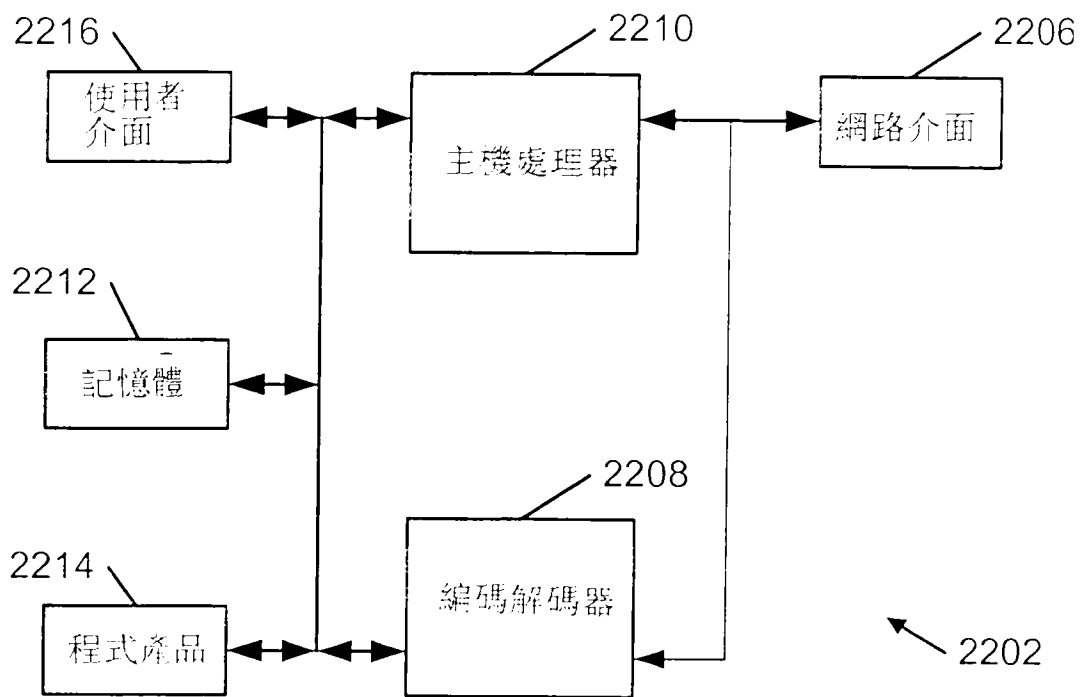 2216
使用者
介面
2210
主機處理器
2206
網路介面
2212
記憶體
2208
編碼解碼器
2214
程式產品
2202